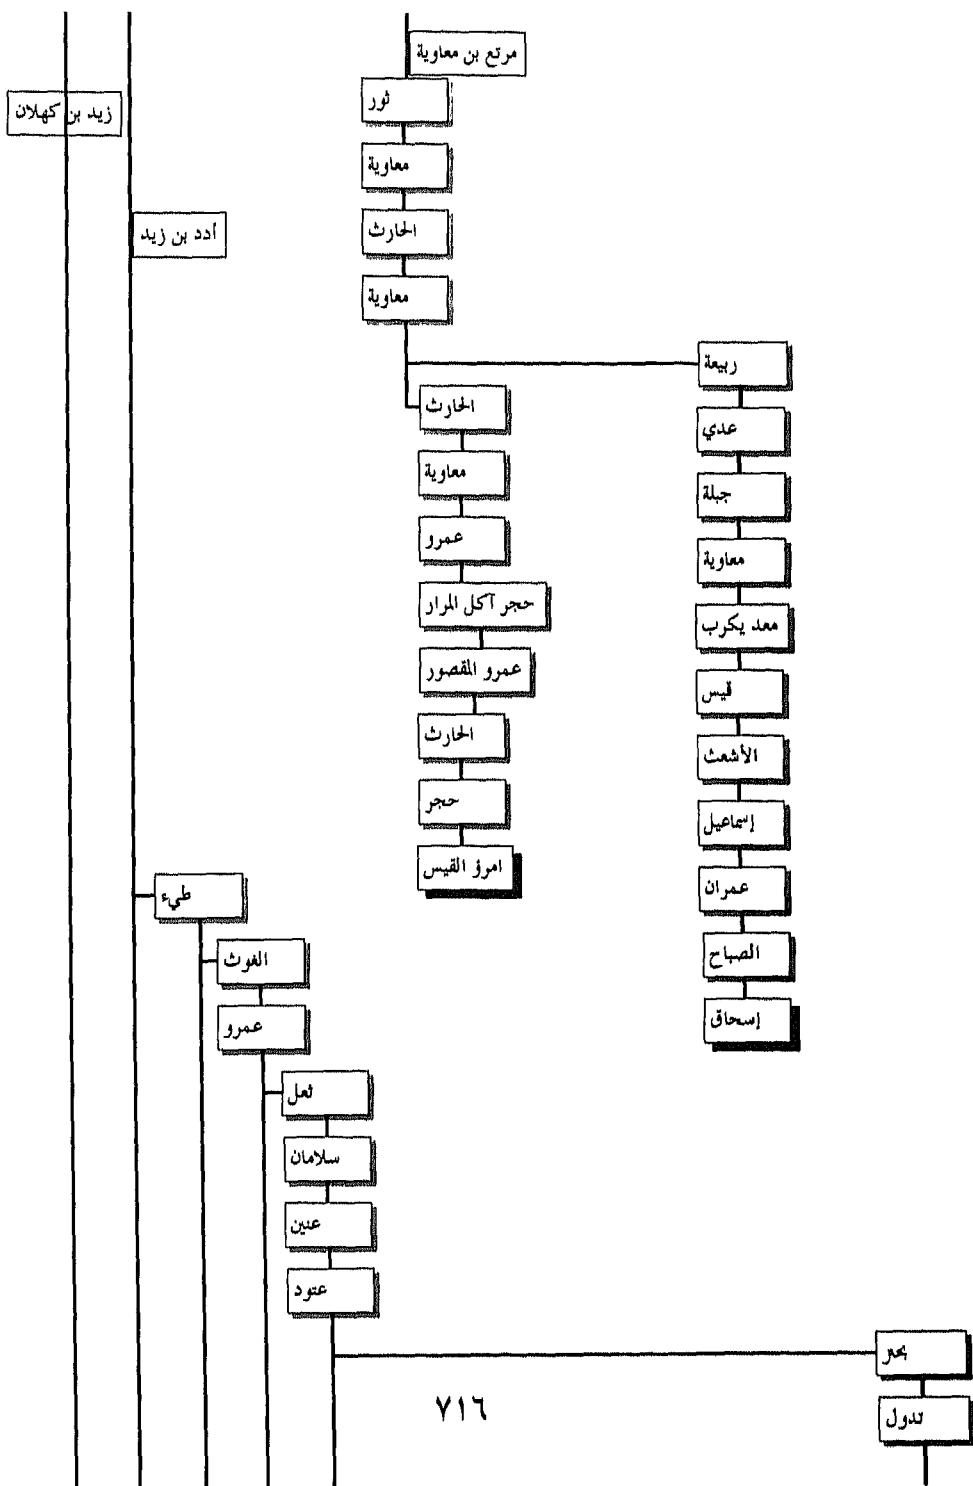 مرتع بن معاوية
ثور
زيد بن كهلان
معاوية
الحارث
أدد بن زيد
معاوية
ربيعة
الحارث
عدي
معاوية
جبلة
عمرو
معاوية
حجر آكل المرار
معد يكرب
عمرو المقصور
قيس
الحارث
الأشعث
حجر
إسماعيل
امرؤ القيس
عمران
طيء
الغوث
الصباح
عمرو
إسحاق
ثعل
سلامان
عنين
عتود
بحتر
تدول
٧١٦